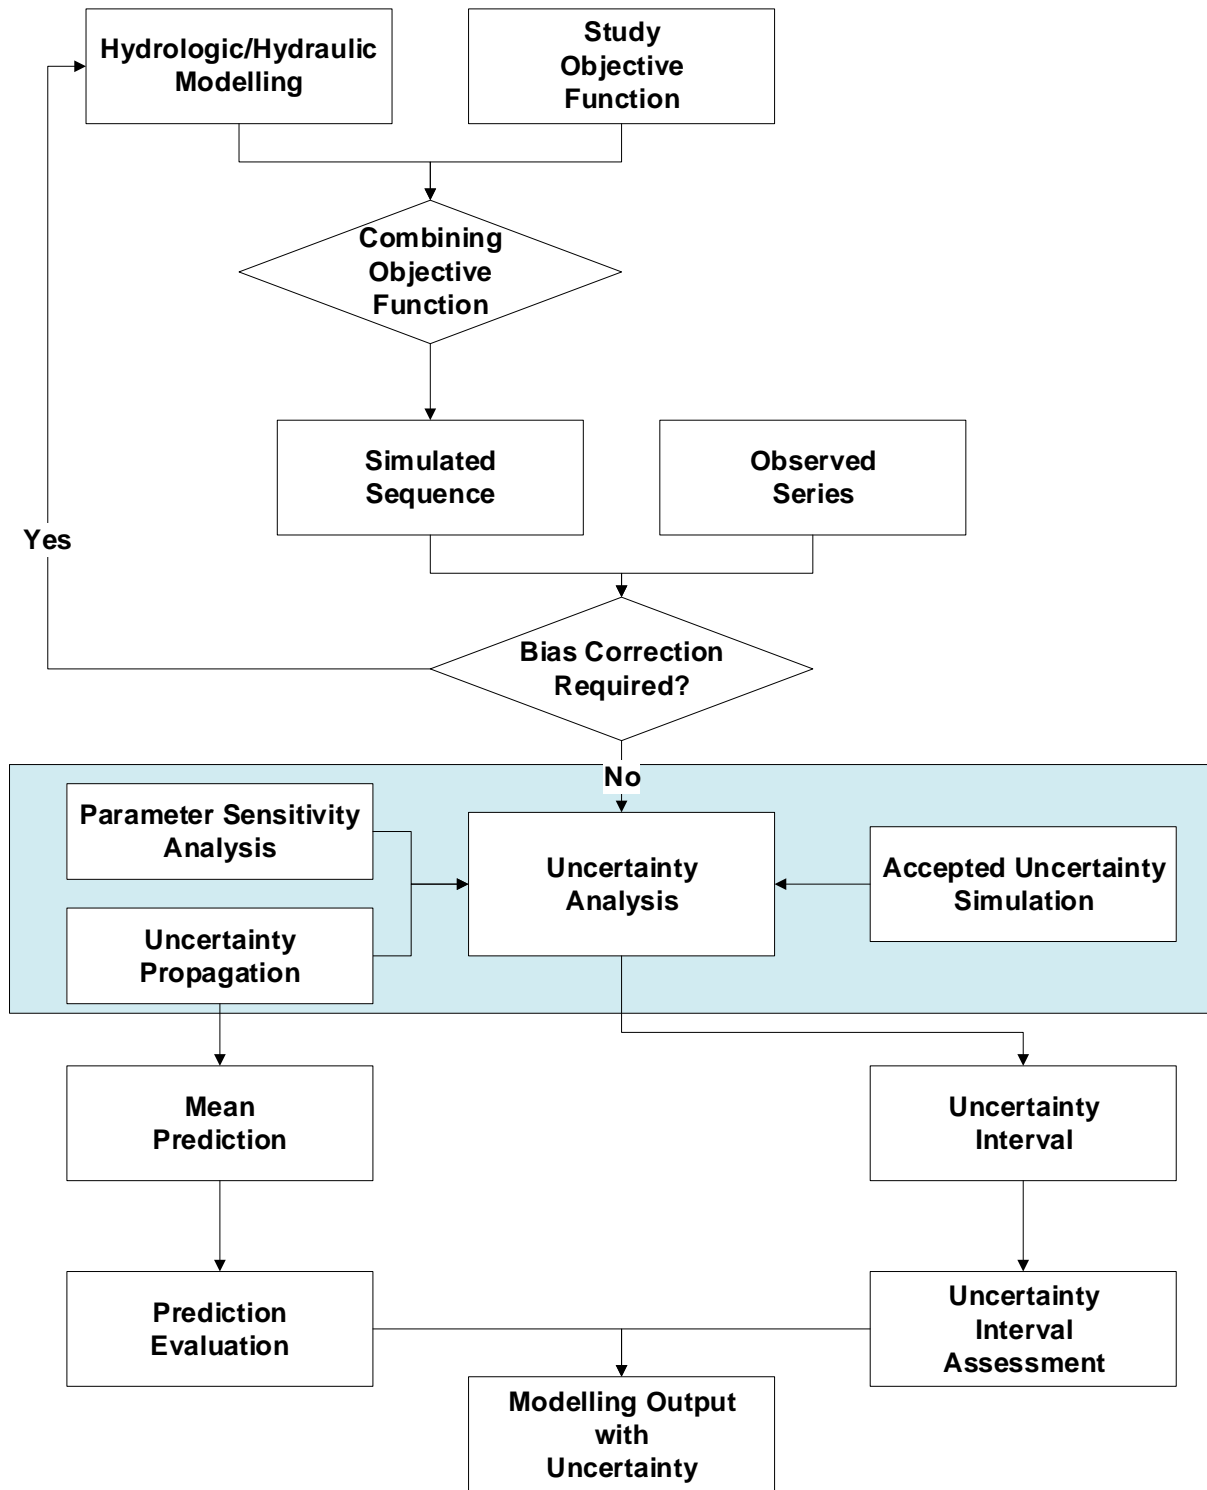 Hydrologic/Hydraulic
Modelling
Study
Objective
Function
Combining
Objective
Function
Simulated
Sequence
Observed
Series
Yes
Bias Correction
Required?
No
Parameter Sensitivity
Analysis
Uncertainty
Analysis
Accepted Uncertainty
Simulation
Uncertainty
Propagation
Mean
Prediction
Uncertainty
Interval
Prediction
Evaluation
Uncertainty
Interval
Assessment
Modelling Output
with
Uncertainty